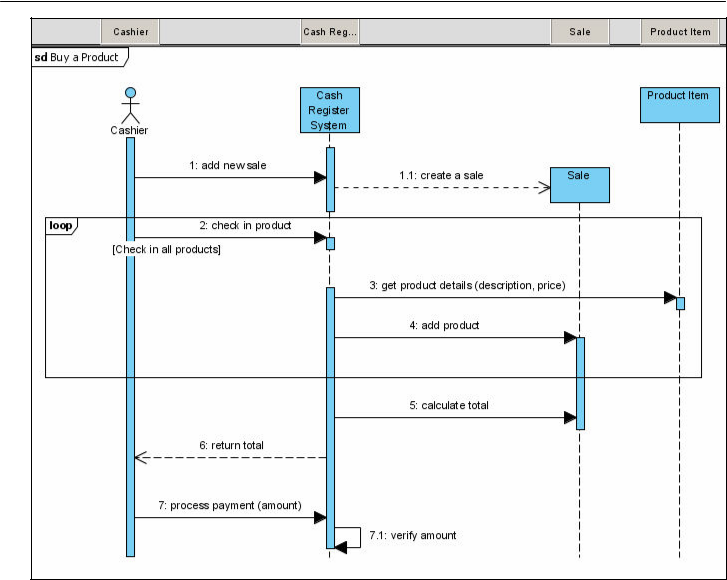 Cashier
Cash Reg...
Sale
Product Item
sd Buy a Product
Cashier
Cash
Register
System
Product Item
1: add new sale
1.1: create a sale
Sale
loop
2: check in product
[Check in all products]
3: get product details (description, price)
4: add product
5: calculate total
6: return total
7: process payment (amount)
7.1: verify amount